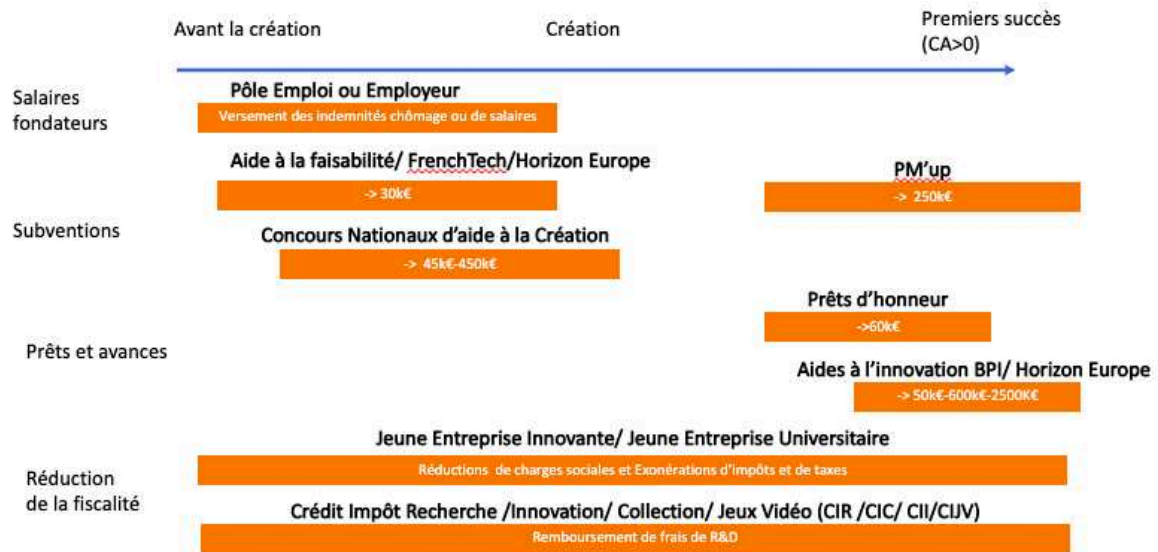 Avant la création
Création
Premiers succès
(CA>0)
Salaires
fondateurs
Pôle Emploi ou Employeur
Versement des indemnités chômage ou de salaires
Aide à la faisabilité/ FrenchTech/Horizon Europe
-> 30k€
PM'up
-> 250k€
Subventions
Concours Nationaux d'aide à la Création
-> 45k€-450k€
Prêts d'honneur
->60k€
Prêts et avances
Aides à l'innovation BPI/ Horizon Europe
-> 50k€-600k€-2500K€
Jeune Entreprise Innovante/ Jeune Entreprise Universitaire
Réductions de charges sociales et Exonérations d'impôts et de taxes
Réduction
de la fiscalité
Crédit Impôt Recherche /Innovation/ Collection/ Jeux Vidéo (CIR /CIC/ CII/CIJV)
Remboursement de frais de R&D